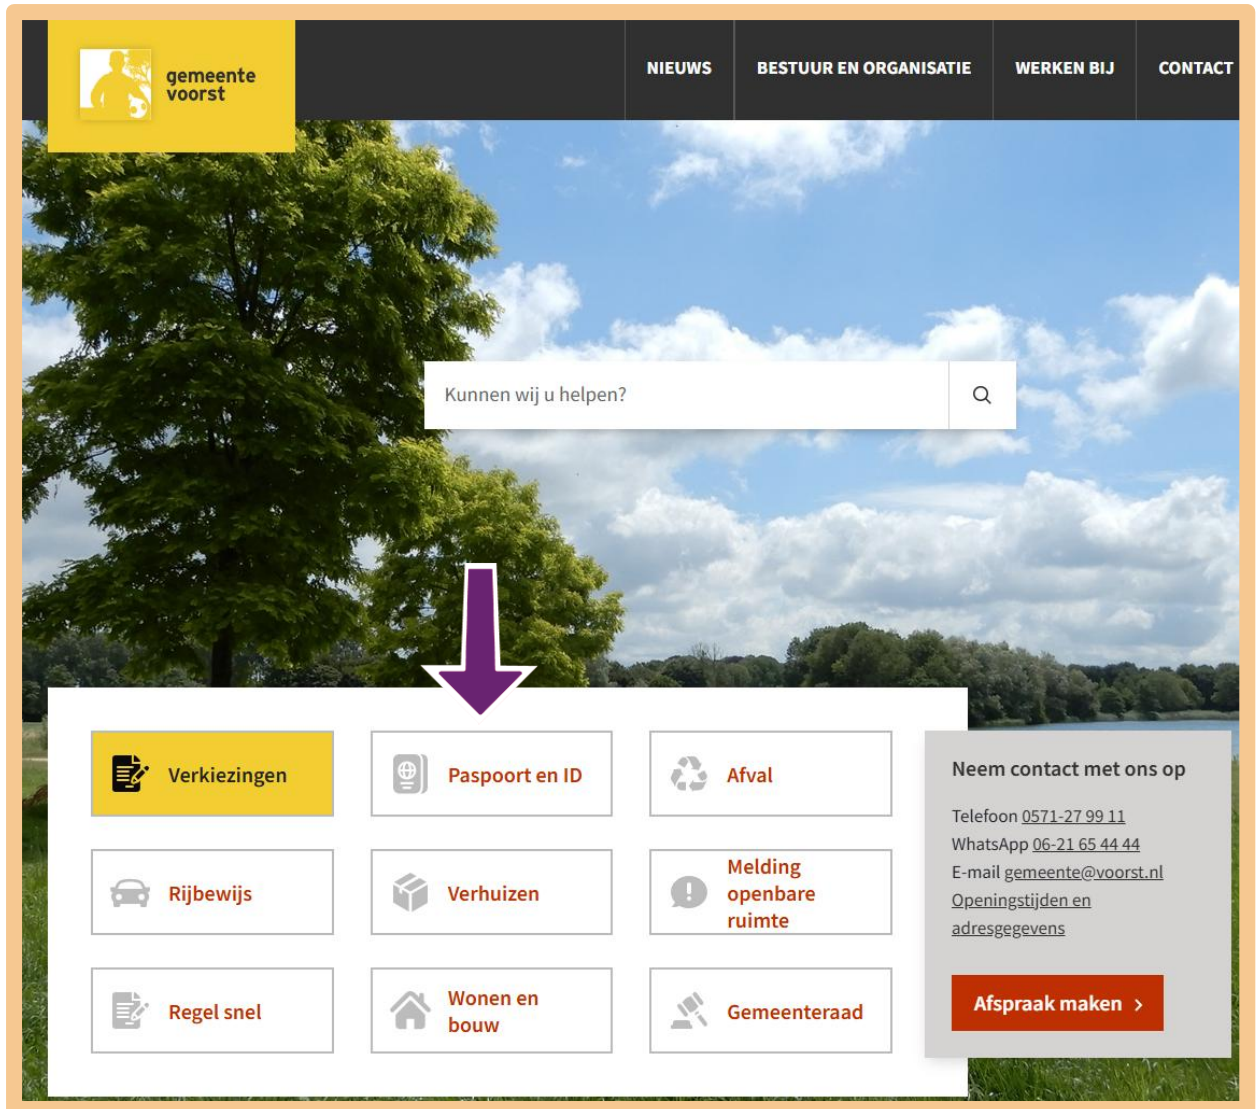 gemeente
voorst
NIEUWS
BESTUUR EN ORGANISATIE
WERKEN BIJ
CONTACT
Kunnen wij u helpen?
Verkiezingen
Paspoort en ID
Afval
Rijbewijs
Verhuizen
Melding
openbare
ruimte
Regel snel
Wonen en
bouw
Gemeenteraad
Neem contact met ons op
Telefoon 0571-27 99 11
WhatsApp 06-21 65 44 44
E-mail gemeente@voorst.nl
Openingstijden en
adresgegevens
Afspraak maken